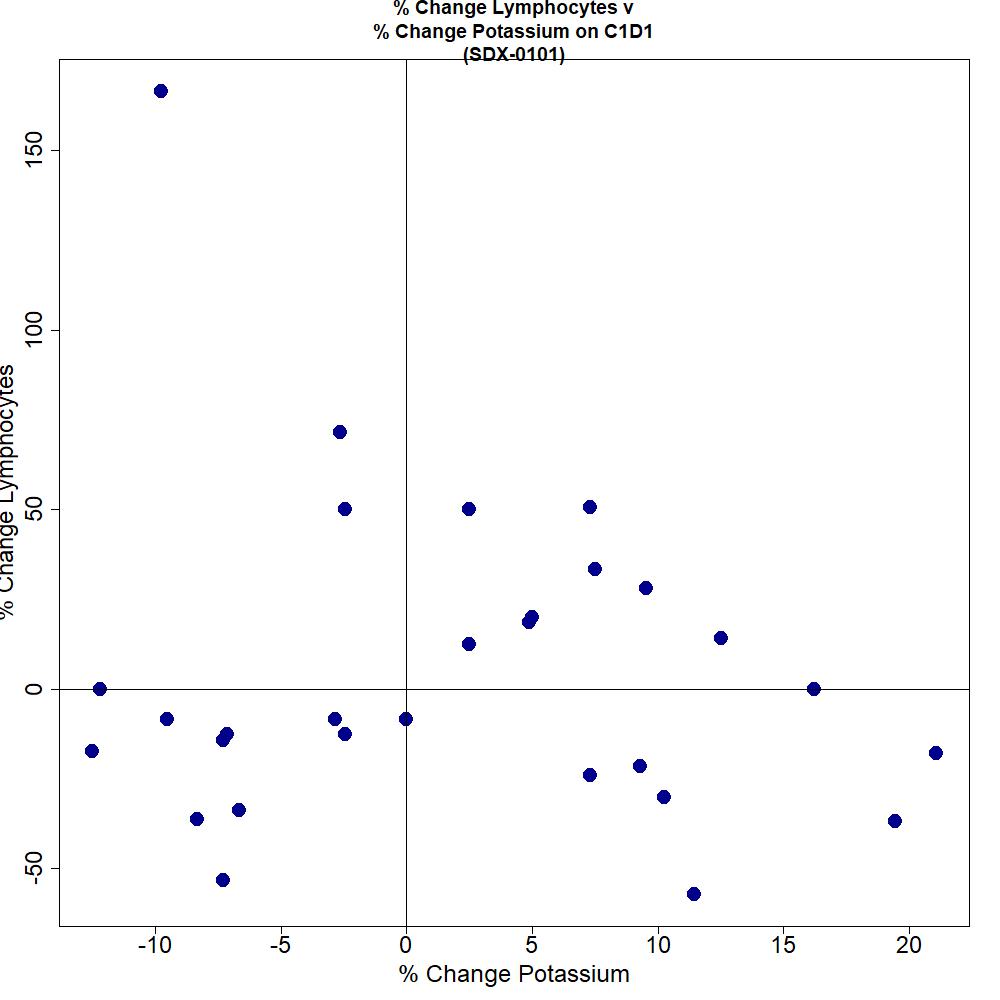 % Change Lymphocytes v
% Change Potassium on C1D1
(SDX-0101)
% Change Lymphocytes
150
100
50
0
-50
-10
-5
0
5
10
15
20
% Change Potassium